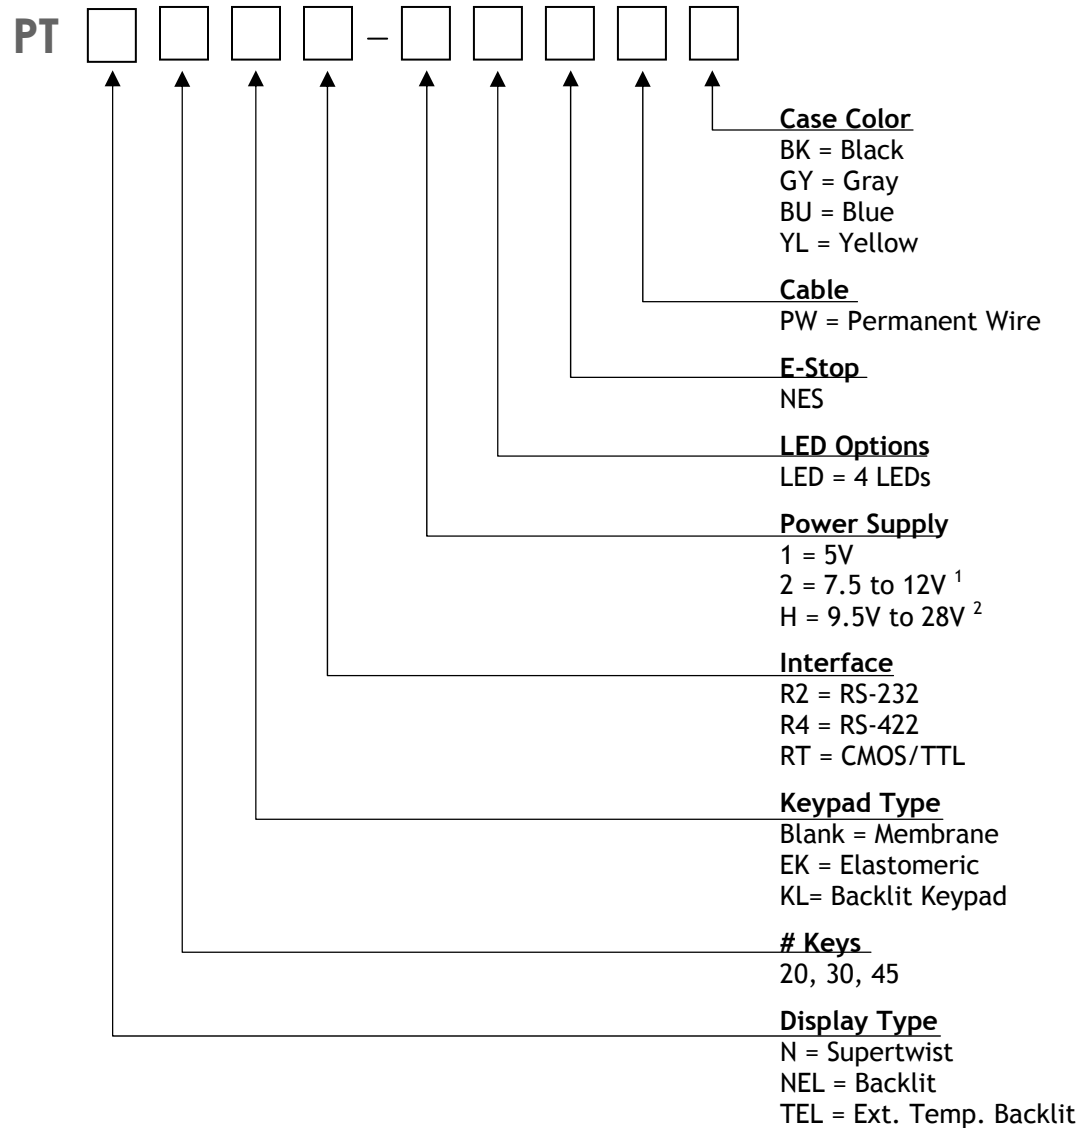 PT –
Case Color
BK = Black
GY = Gray
BU = Blue
YL = Yellow
Cable
PW = Permanent Wire
E-Stop
NES
LED Options
LED = 4 LEDs
Power Supply
1 = 5V
2 = 7.5 to 12V 1
H = 9.5V to 28V 2
Interface
R2 = RS-232
R4 = RS-422
RT = CMOS/TTL
Keypad Type
Blank = Membrane
EK = Elastomeric
KL= Backlit Keypad
# Keys
20, 30, 45
Display Type
N = Supertwist
NEL = Backlit
TEL = Ext. Temp. Backlit